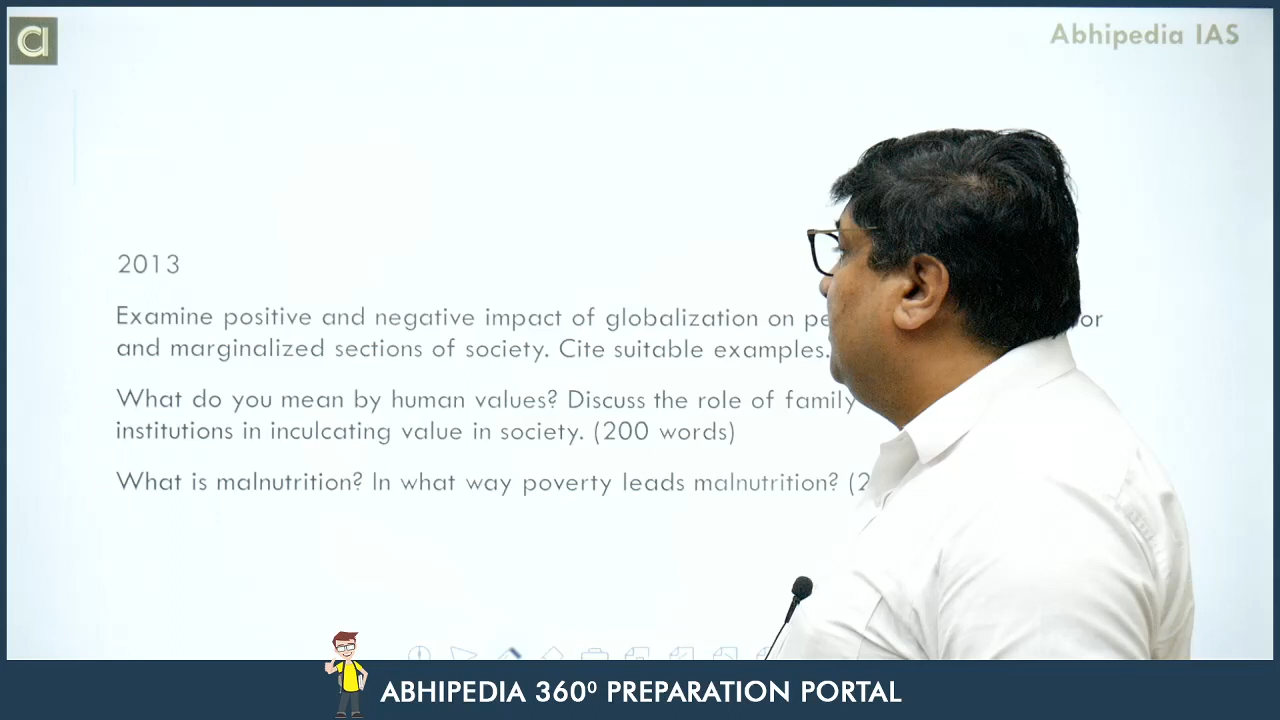 Abhipedia IAS
2013
Examine positive and negative impact of globalization on or
and marginalized sections of society. Cite suitable examples.
What do you mean by human values? Discuss the role of family
institutions in inculcating value in society. (200 words)
What is malnutrition? In what way poverty leads malnutrition?
ABHIPEDIA 360⁰ PREPARATION PORTAL